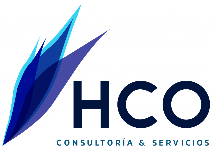 HCO
CONSULTORÍA & SERVICIOS